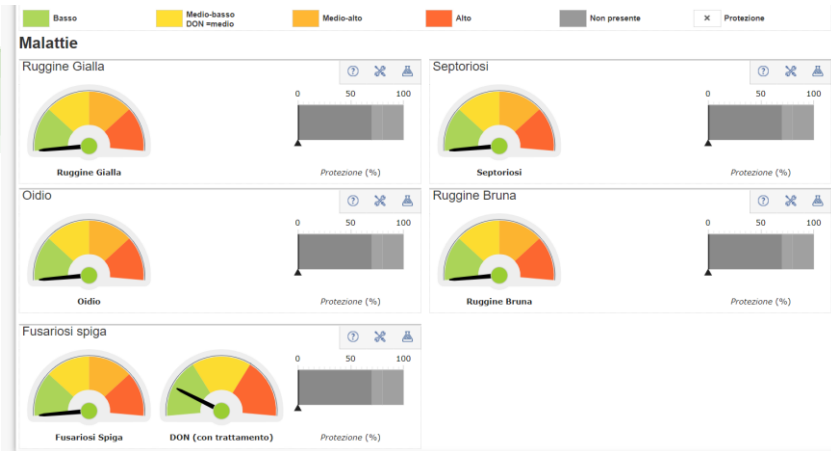 Basso
Medio-basso
DON =medio
Medio-alto
Alto
Non presente
× Protezione
Malattie
Ruggine Gialla
0 50 100
Ruggine Gialla
Protezione (%)
Septoriosi
0 50 100
Septoriosi
Protezione (%)
Oidio
0 50 100
Oidio
Protezione (%)
Ruggine Bruna
0 50 100
Ruggine Bruna
Protezione (%)
Fusariosi spiga
0 50 100
Fusariosi Spiga
DON (con trattamento)
Protezione (%)